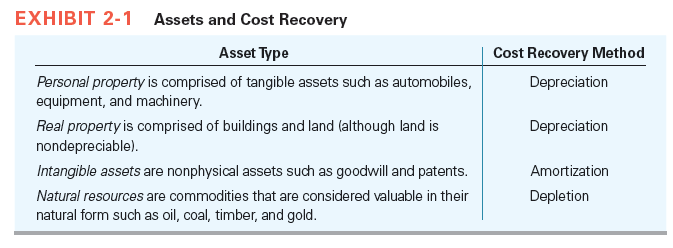 EXHIBIT 2-1 Assets and Cost Recovery
Asset Type Cost Recovery Method
Personal property is comprised of tangible assets such as automobiles, Depreciation
equipment, and machinery.
Real property is comprised of buildings and land (although land is Depreciation
nondepreciable).
Intangible assets are nonphysical assets such as goodwill and patents. Amortization
Natural resources are commodities that are considered valuable in their Depletion
natural form such as oil, coal, timber, and gold.